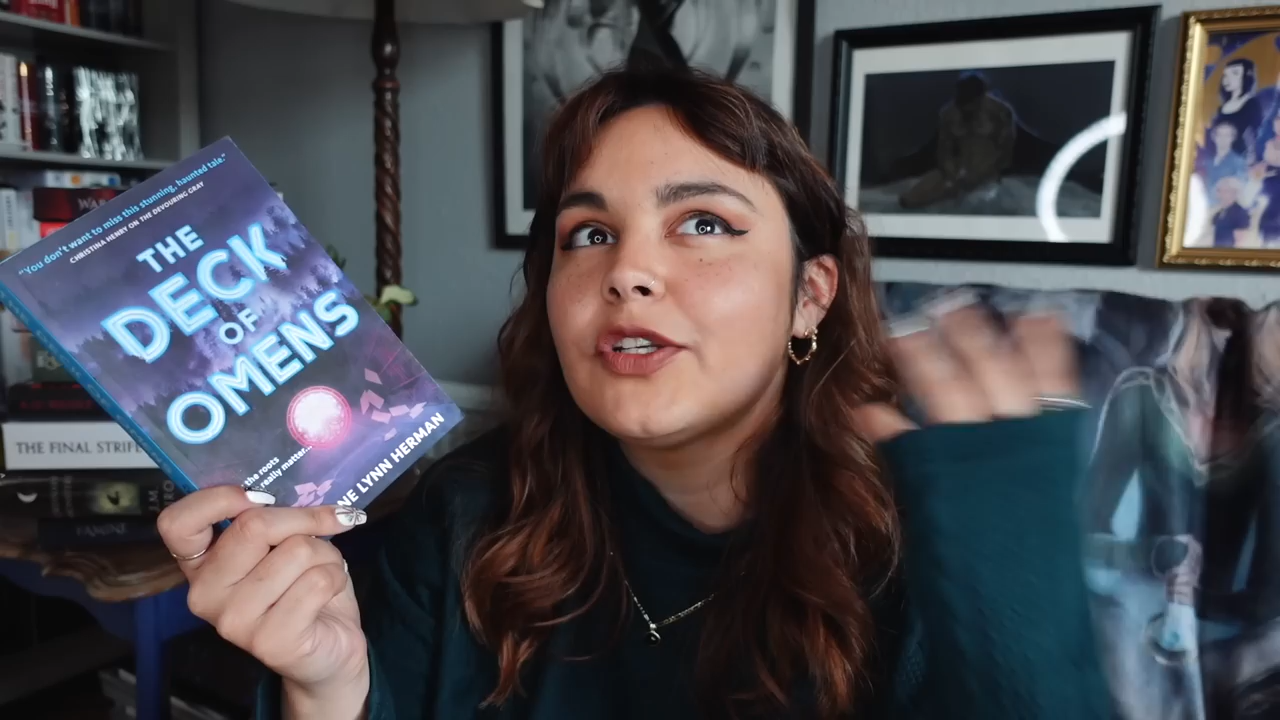 "You don't want to miss this stunning, haunted tale."
CHRISTINA HENRY ON THE DEVOURING GRAY
THE
DECK
OF
OMENS
the roots
really matter...
NE LYNN HERMAN
WAR
THE FINAL STRIFE